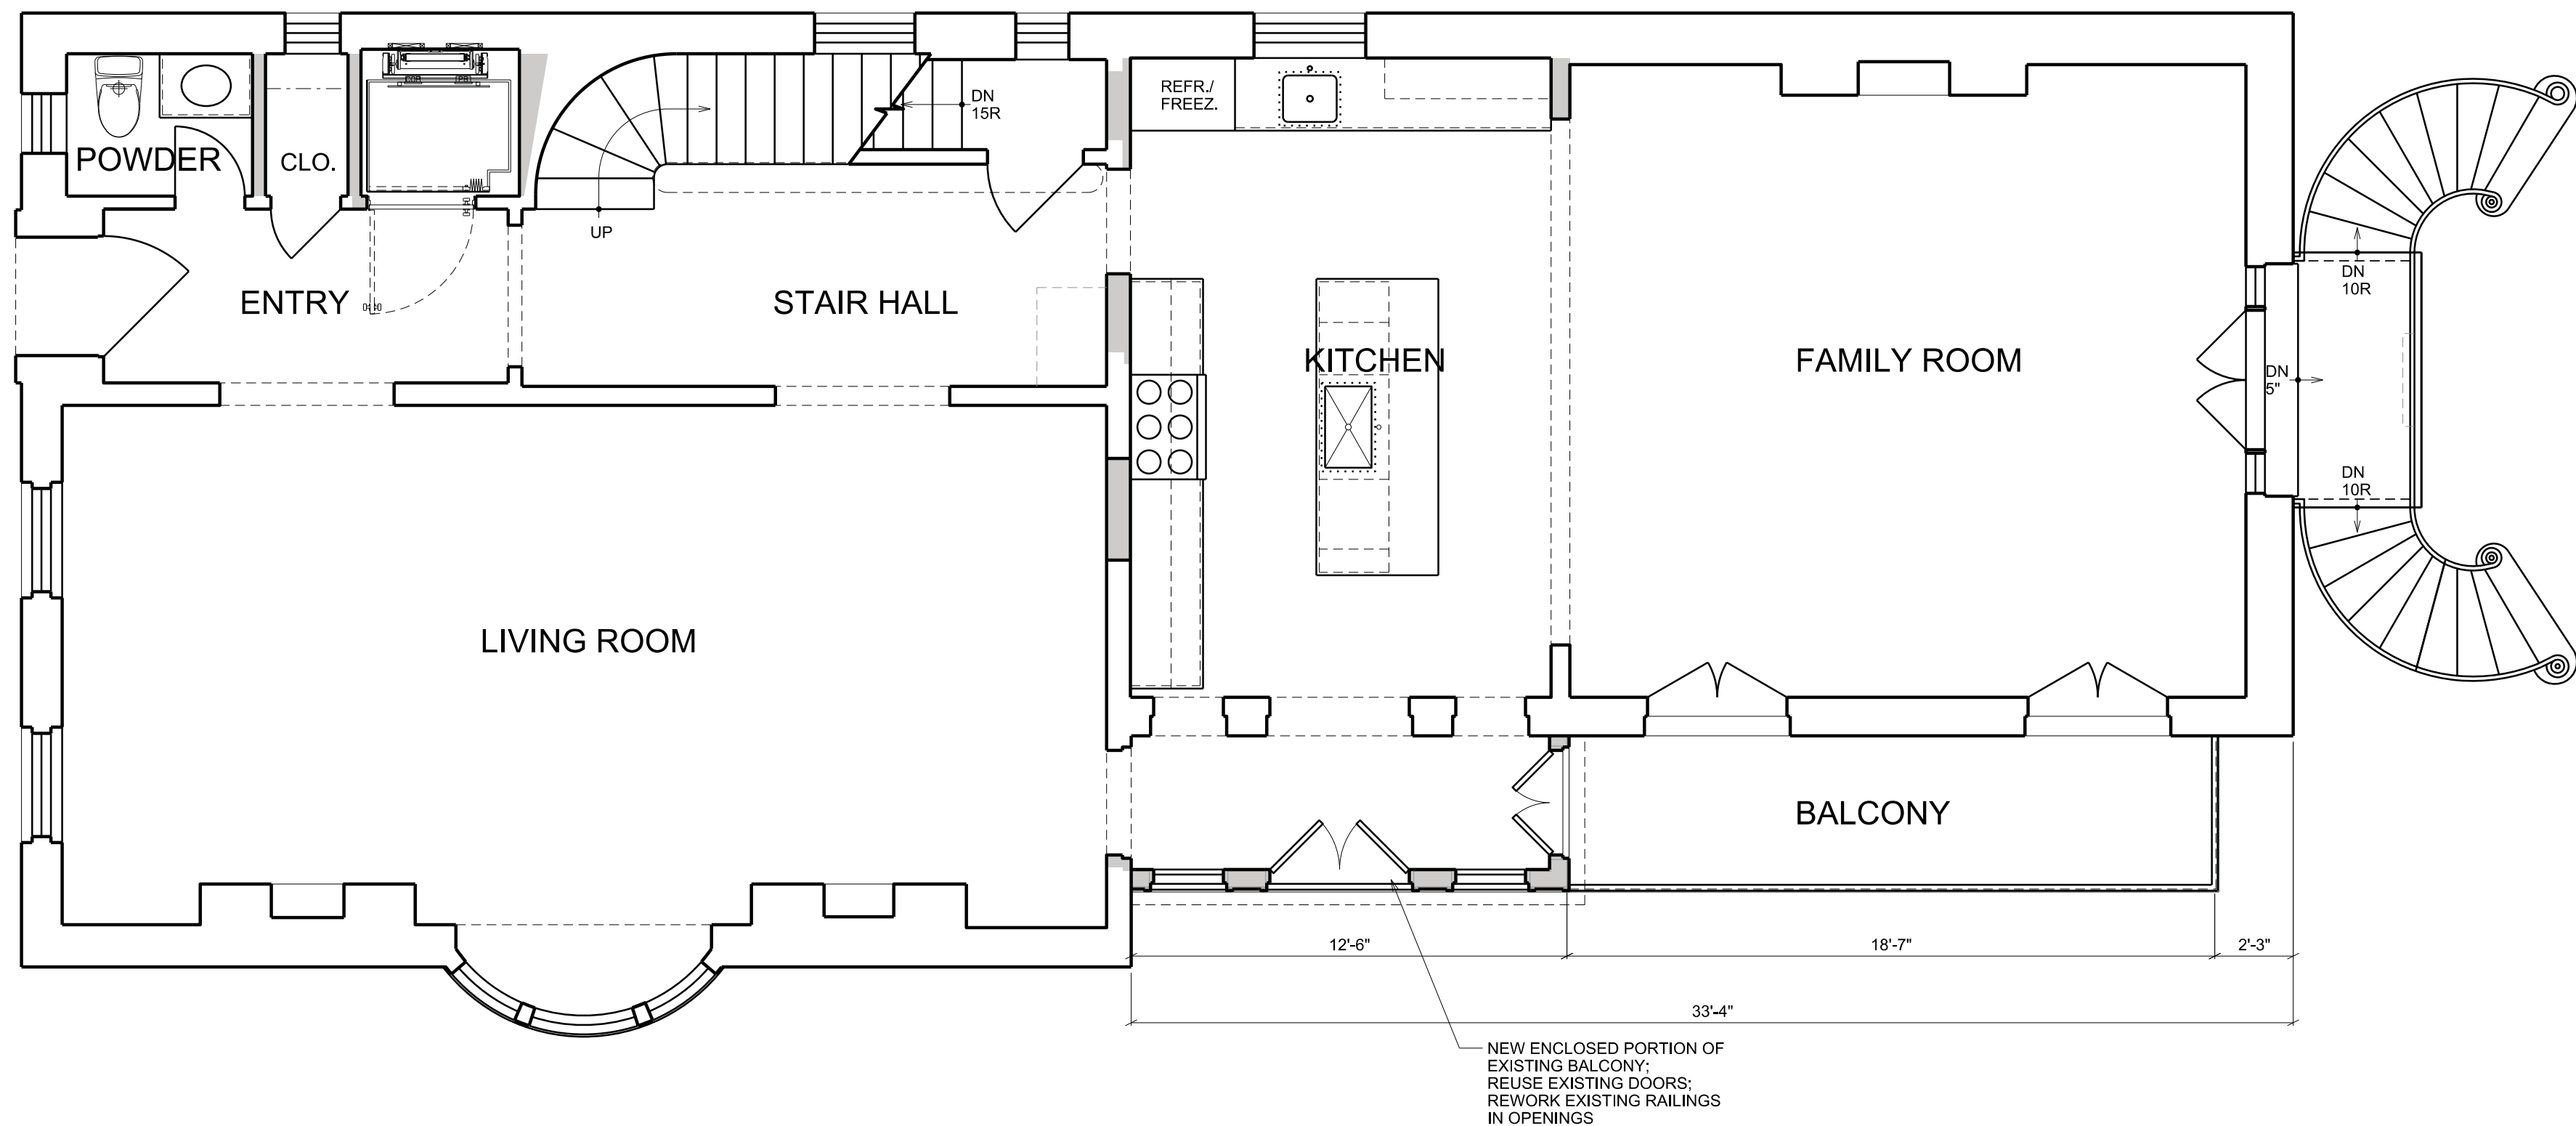 REFR./
FREEZ.
DN
15R
POWDER
CLO.
UP
ENTRY
STAIR HALL
KITCHEN
FAMILY ROOM
DN
10R
DN
5"
DN
10R
LIVING ROOM
BALCONY
12'-6"
18'-7"
2'-3"
33'-4"
NEW ENCLOSED PORTION OF
EXISTING BALCONY;
REUSE EXISTING DOORS;
REWORK EXISTING RAILINGS
IN OPENINGS